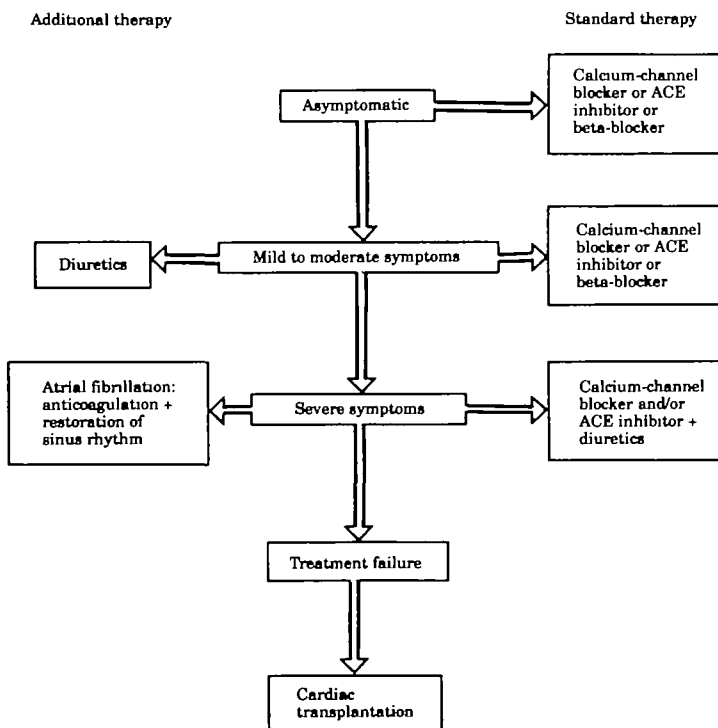 Additional therapy
Standard therapy
Asymptomatic
Calcium-channel
blocker or ACE
inhibitor or
beta-blocker
Diuretics
Mild to moderate symptoms
Calcium-channel
blocker or ACE
inhibitor or
beta-blocker
Atrial fibrillation:
anticoagulation +
restoration of
sinus rhythm
Severe symptoms
Calcium-channel
blocker and/or
ACE inhibitor +
diuretics
Treatment failure
Cardiac
transplantation